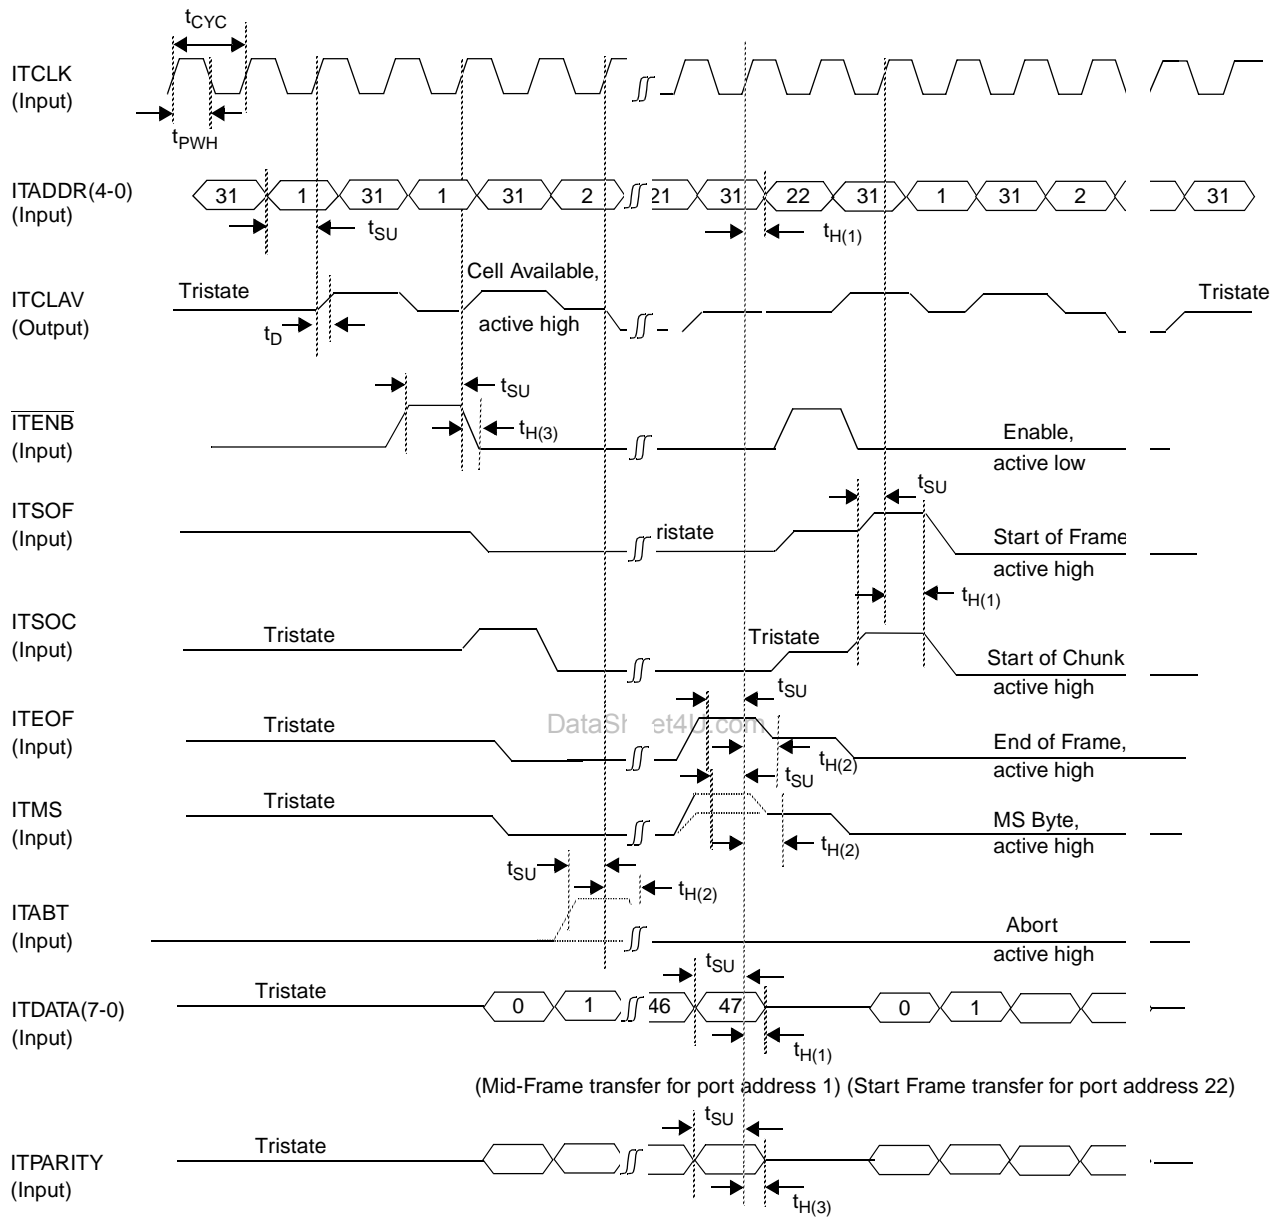 tCYC
ITCLK
(Input)
tPWH
ITADDR(4-0)
(Input)
31 1 31 1 31 2 21 31 22 31 1 31 2 31
tSU
tH(1)
ITCLAV
(Output)
Tristate
Cell Available,
active high
Tristate
tD
ITENB
(Input)
tSU
tH(3)
Enable,
active low
ITSOF
(Input)
ristate
tSU
Start of Frame
active high
tH(1)
ITSOC
(Input)
Tristate
Tristate
Start of Chunk
active high
ITEOF
(Input)
Tristate
tSU
tH(2)
End of Frame,
active high
DataSh et4U.com
ITMS
(Input)
Tristate
tSU
tH(2)
MS Byte,
active high
ITABT
(Input)
tSU
tH(2)
Abort
active high
ITDATA(7-0)
(Input)
Tristate
0 1 46 47 0 1
tSU
tH(1)
(Mid-Frame transfer for port address 1) (Start Frame transfer for port address 22)
ITPARITY
(Input)
Tristate
tSU
tH(3)